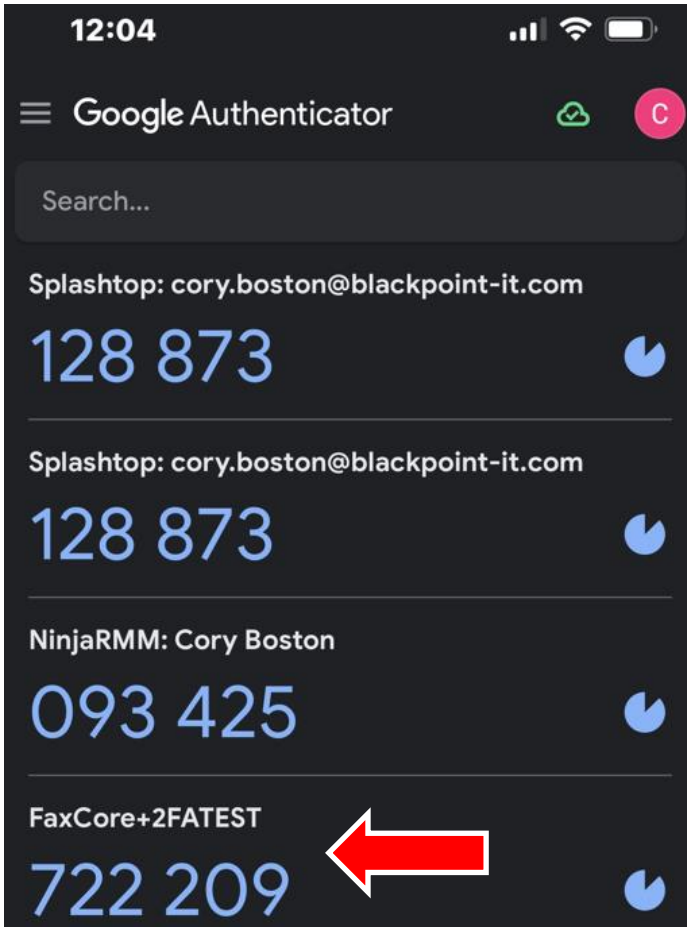 12:04
Google Authenticator
C
Search...
Splashtop: cory.boston@blackpoint-it.com
128 873
Splashtop: cory.boston@blackpoint-it.com
128 873
NinjaRMM: Cory Boston
093 425
FaxCore+2FATEST
722 209